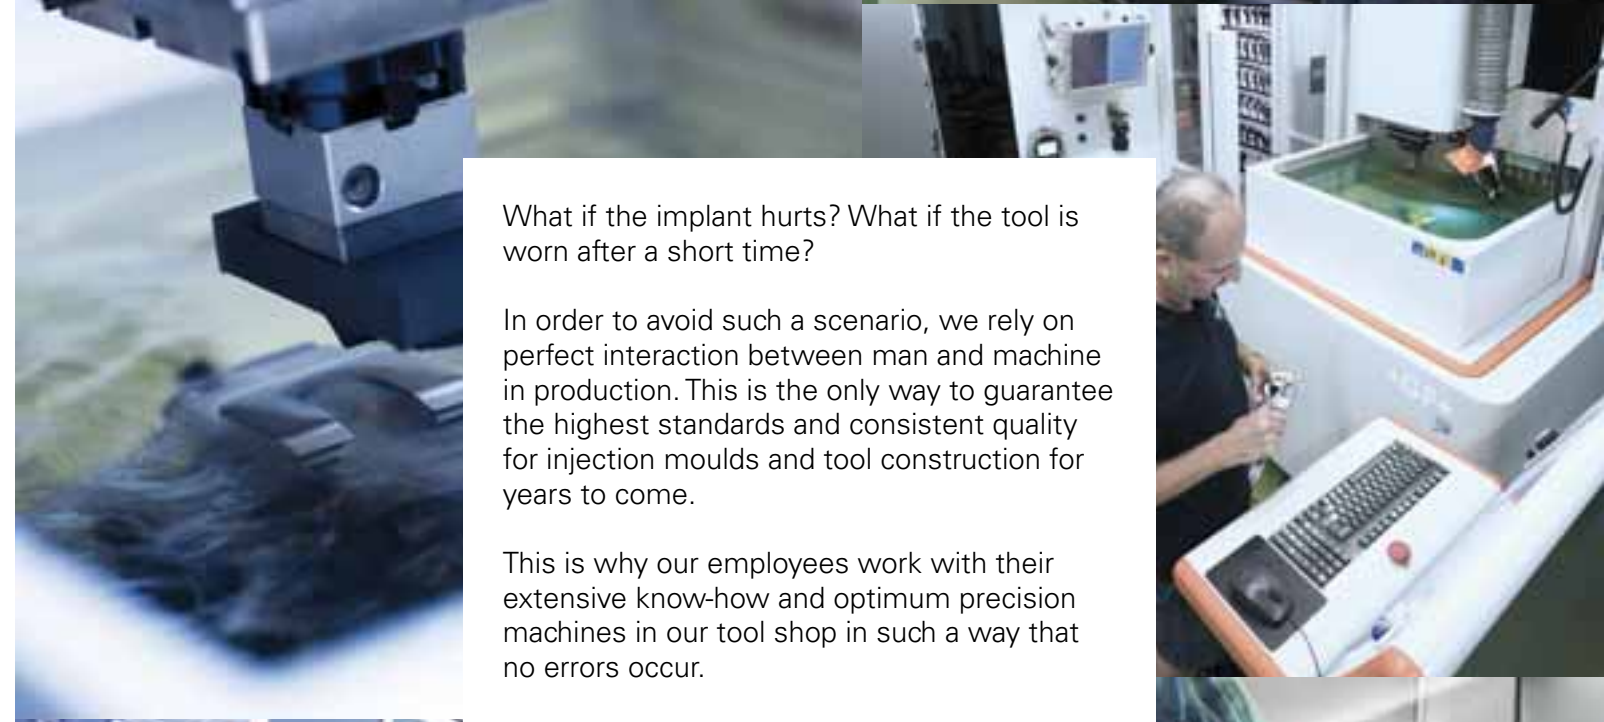 What if the implant hurts? What if the tool is
worn after a short time?
In order to avoid such a scenario, we rely on
perfect interaction between man and machine
in production. This is the only way to guarantee
the highest standards and consistent quality
for injection moulds and tool construction for
years to come.
This is why our employees work with their
extensive know-how and optimum precision
machines in our tool shop in such a way that
no errors occur.